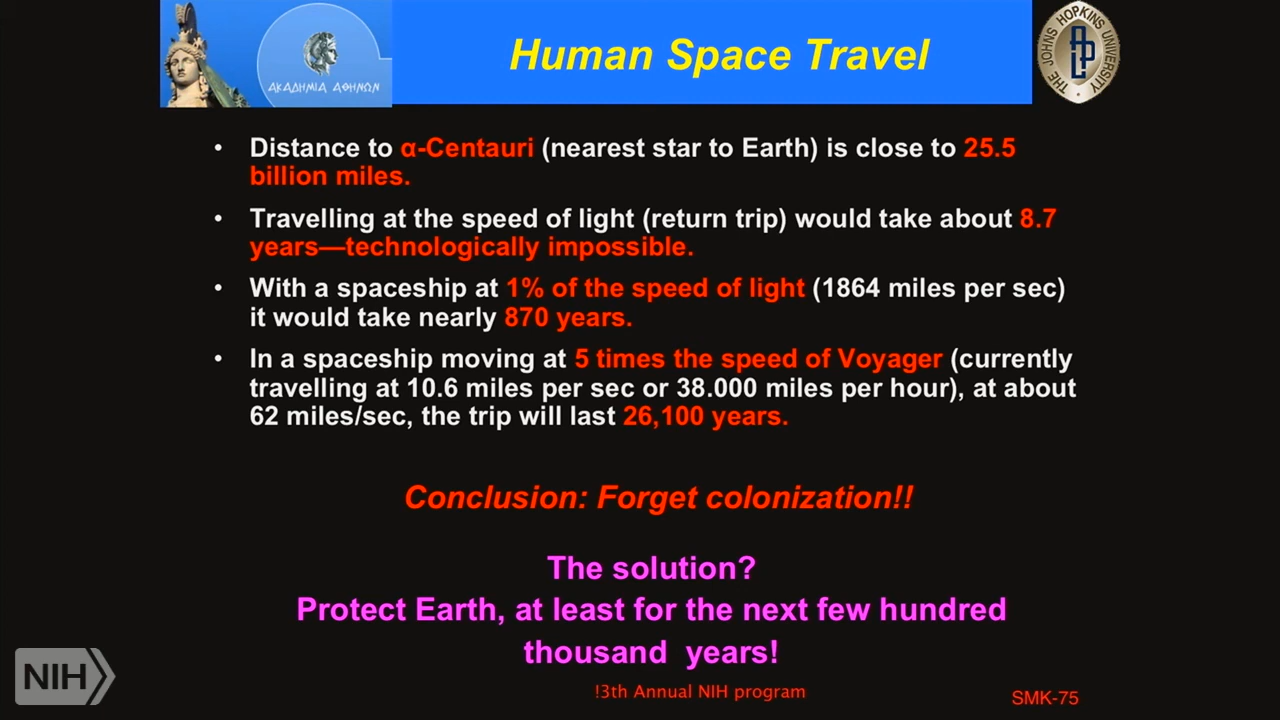 ΑΚΑΔΗΜΙΑ ΑΘΗΝΩΝ
Human Space Travel
THE JOHNS HOPKINS UNIVERSITY
APL
• Distance to α-Centauri (nearest star to Earth) is close to 25.5
billion miles.
• Travelling at the speed of light (return trip) would take about 8.7
years—technologically impossible.
• With a spaceship at 1% of the speed of light (1864 miles per sec)
it would take nearly 870 years.
• In a spaceship moving at 5 times the speed of Voyager (currently
travelling at 10.6 miles per sec or 38.000 miles per hour), at about
62 miles/sec, the trip will last 26,100 years.
Conclusion: Forget colonization!!
The solution?
Protect Earth, at least for the next few hundred
thousand years!
NIH
!3th Annual NIH program
SMK-75